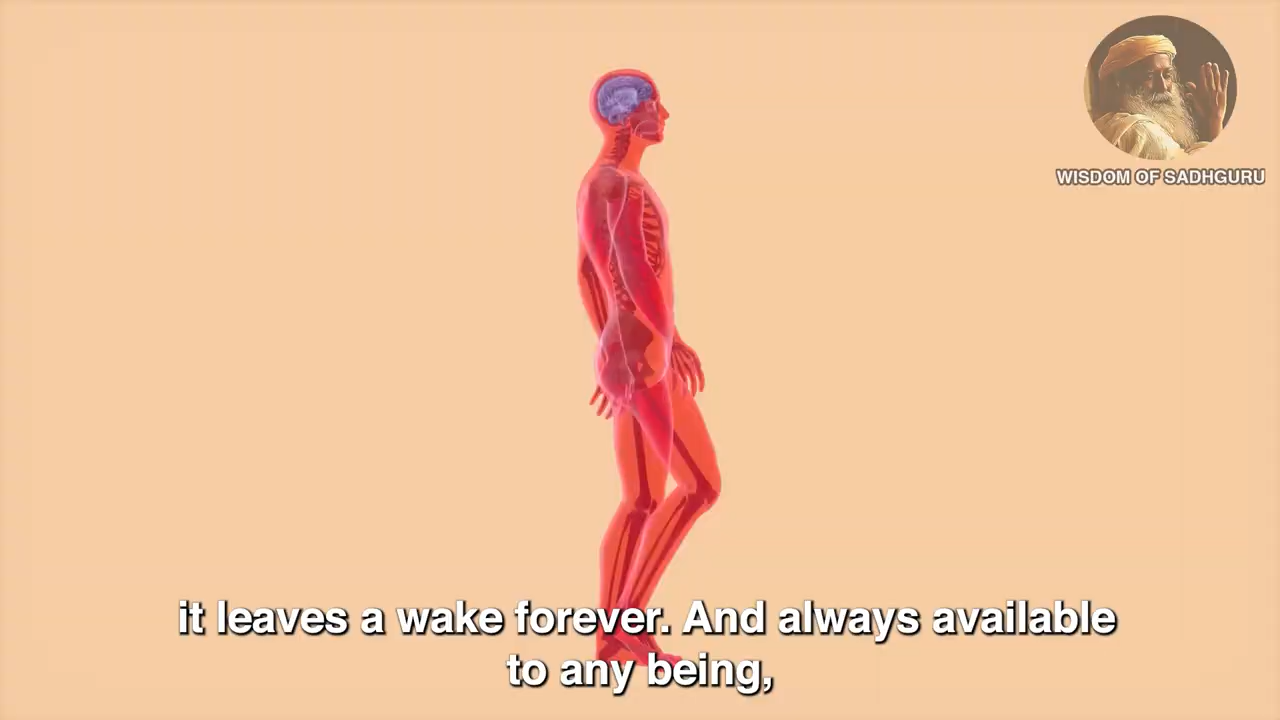 WISDOM OF SADHGURU
it leaves a wake forever. And always available
to any being,